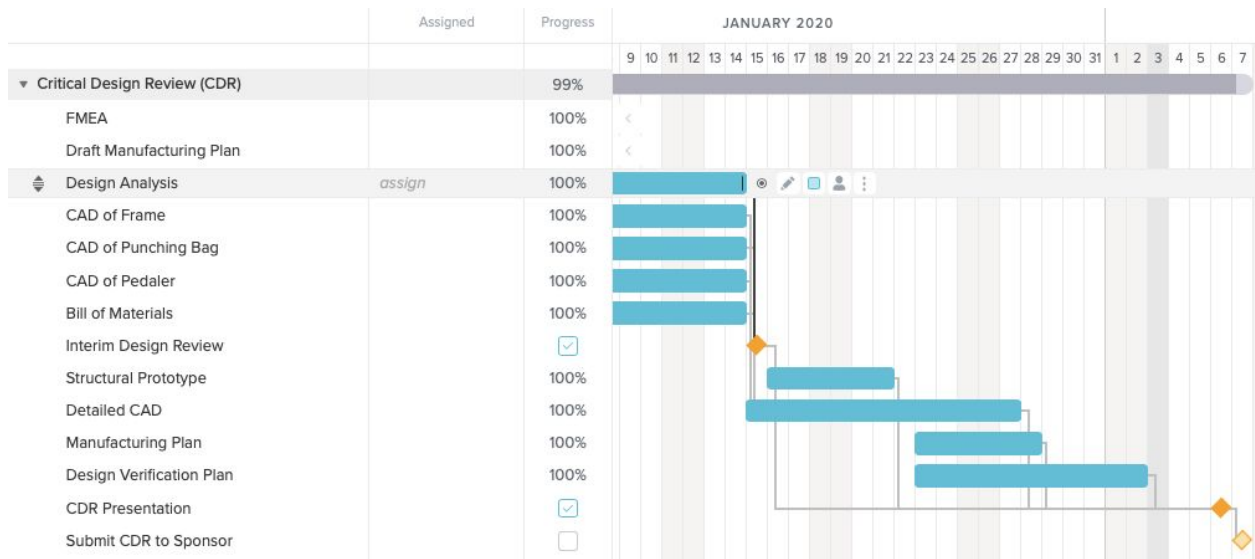 Assigned Progress JANUARY 2020
9 10 11 12 13 14 15 16 17 18 19 20 21 22 23 24 25 26 27 28 29 30 31 1 2 3 4 5 6 7
Critical Design Review (CDR) 99%
FMEA 100%
Draft Manufacturing Plan 100%
Design Analysis assign 100%
CAD of Frame 100%
CAD of Punching Bag 100%
CAD of Pedaler 100%
Bill of Materials 100%
Interim Design Review
Structural Prototype 100%
Detailed CAD 100%
Manufacturing Plan 100%
Design Verification Plan 100%
CDR Presentation
Submit CDR to Sponsor